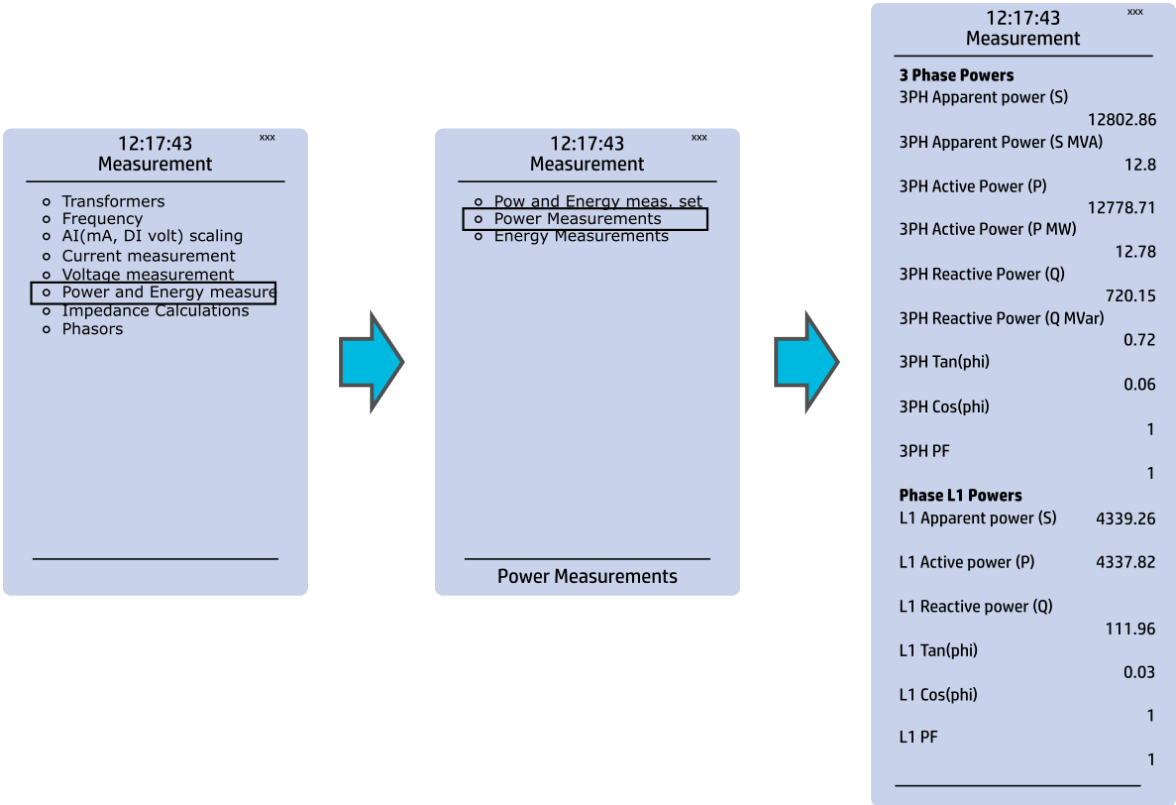 12:17:43 xxx
Measurement
Transformers
Frequency
AI(mA, DI volt) scaling
Current measurement
Voltage measurement
Power and Energy measure
Impedance Calculations
Phasors
12:17:43 xxx
Measurement
Pow and Energy meas. set
Power Measurements
Energy Measurements
Power Measurements
12:17:43 xxx
Measurement
3 Phase Powers
3PH Apparent power (S)
12802.86
3PH Apparent Power (S MVA)
12.8
3PH Active Power (P)
12778.71
3PH Active Power (P MW)
12.78
3PH Reactive Power (Q)
720.15
3PH Reactive Power (Q MVar)
0.72
3PH Tan(phi)
0.06
3PH Cos(phi)
1
3PH PF
1
Phase L1 Powers
L1 Apparent power (S) 4339.26
L1 Active power (P) 4337.82
L1 Reactive power (Q)
111.96
L1 Tan(phi)
0.03
L1 Cos(phi)
1
L1 PF
1